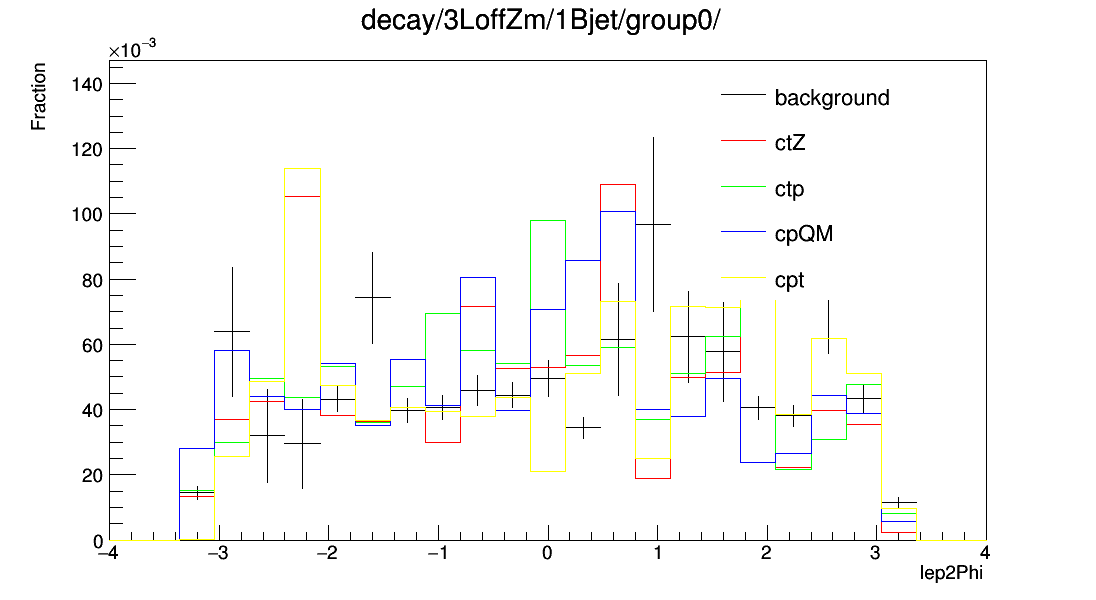 decay/3LoffZm/1Bjet/group0/
×10⁻³
Fraction
140
120
100
80
60
40
20
0
background
ctZ
ctp
cpQM
cpt
−4 −3 −2 −1 0 1 2 3 4
lep2Phi